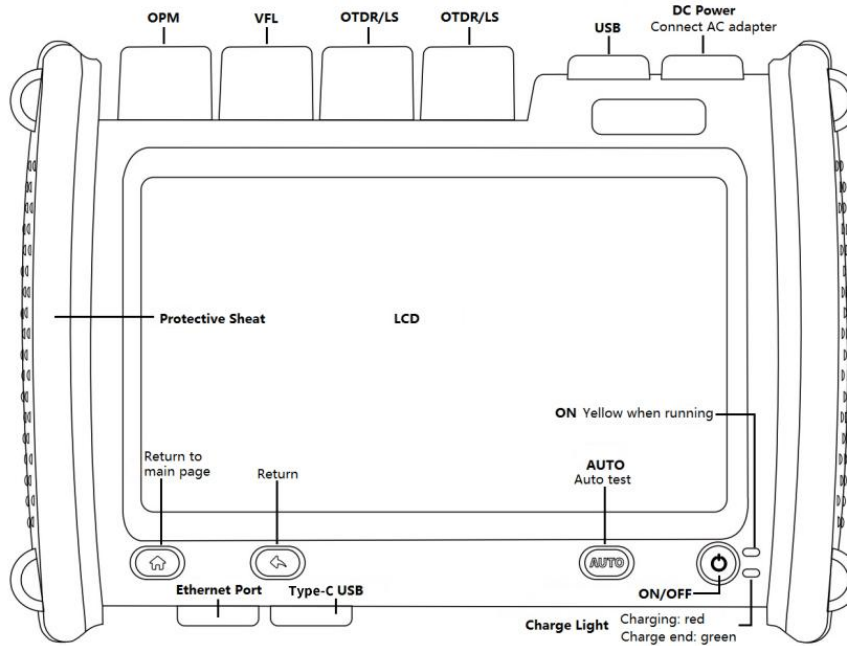 OPM
VFL
OTDR/LS
OTDR/LS
USB
DC Power
Connect AC adapter
Protective Sheat
LCD
ON Yellow when running
Return to
main page
Return
AUTO
Auto test
AUTO
Ethernet Port
Type-C USB
ON/OFF
Charge Light
Charging: red
Charge end: green